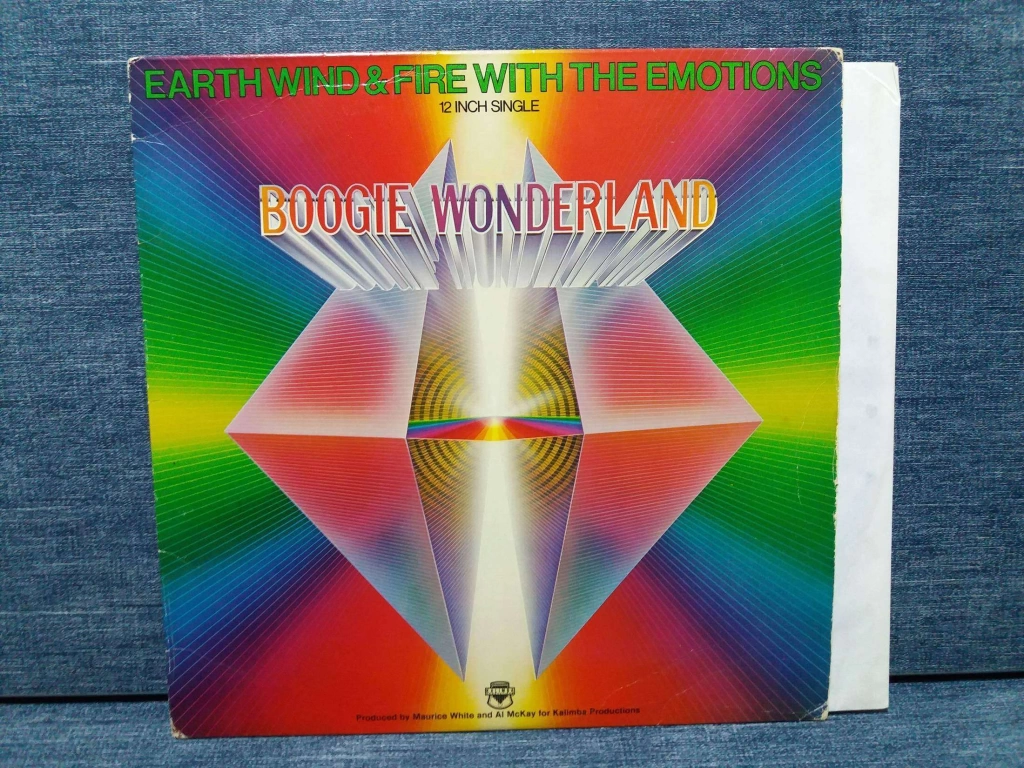 EARTH WIND & FIRE WITH THE EMOTIONS
12 INCH SINGLE
BOOGIE WONDERLAND
Produced by Maurice White and Al McKay for Kalimba Productions